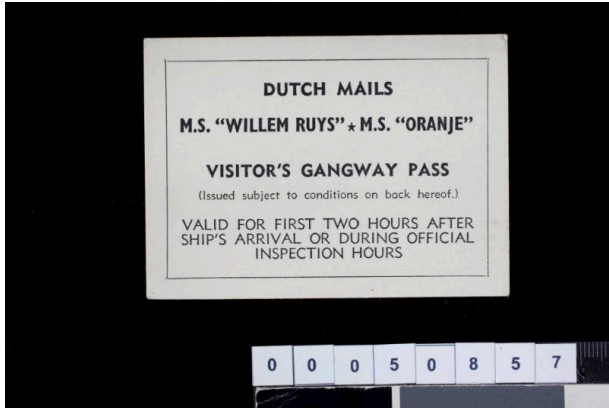 DUTCH MAILS
M.S. “WILLEM RUYS” ★ M.S. “ORANJE”
VISITOR'S GANGWAY PASS
(Issued subject to conditions on back hereof.)
VALID FOR FIRST TWO HOURS AFTER
SHIP'S ARRIVAL OR DURING OFFICIAL
INSPECTION HOURS
0 0 0 5 0 8 5 7